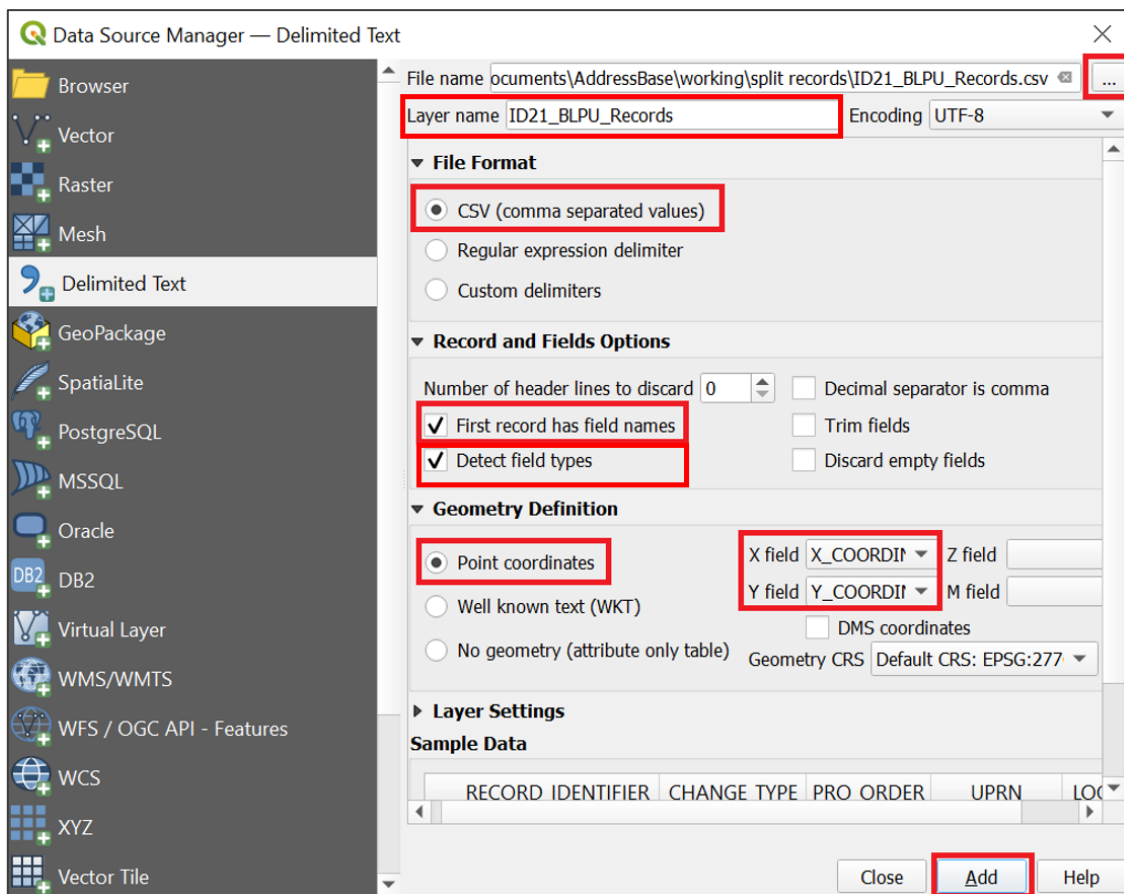 Data Source Manager — Delimited Text
Browser
Vector
Raster
Mesh
Delimited Text
GeoPackage
SpatiaLite
PostgreSQL
MSSQL
Oracle
DB2
DB2
Virtual Layer
WMS/WMTS
WFS / OGC API - Features
WCS
XYZ
Vector Tile
File name ocuments\AddressBase\working\split records\ID21_BLPU_Records.csv ...
Layer name ID21_BLPU_Records Encoding UTF-8
File Format
CSV (comma separated values)
Regular expression delimiter
Custom delimiters
Record and Fields Options
Number of header lines to discard 0 Decimal separator is comma
First record has field names Trim fields
Detect field types Discard empty fields
Geometry Definition
Point coordinates X field X_COORDIN Z field
Well known text (WKT) Y field Y_COORDIN M field
DMS coordinates
No geometry (attribute only table) Geometry CRS Default CRS: EPSG:277
Layer Settings
Sample Data
RECORD_IDENTIFIER CHANGE_TYPE PRO_ORDER UPRN LOG
Close Add Help